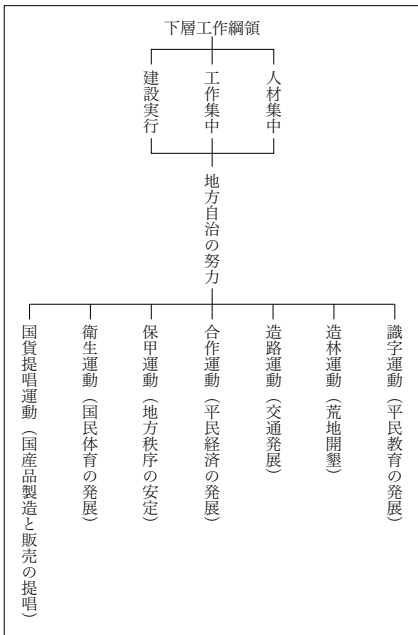 下層工作綱領
人材集中
工作集中
建設実行
地方自治の努力
識字運動（平民教育の発展）
造林運動（荒地開墾）
造路運動（交通発展）
合作運動（平民経済の発展）
保甲運動（地方秩序の安定）
衛生運動（国民体育の発展）
国貨提唱運動（国産品製造と販売の提唱）